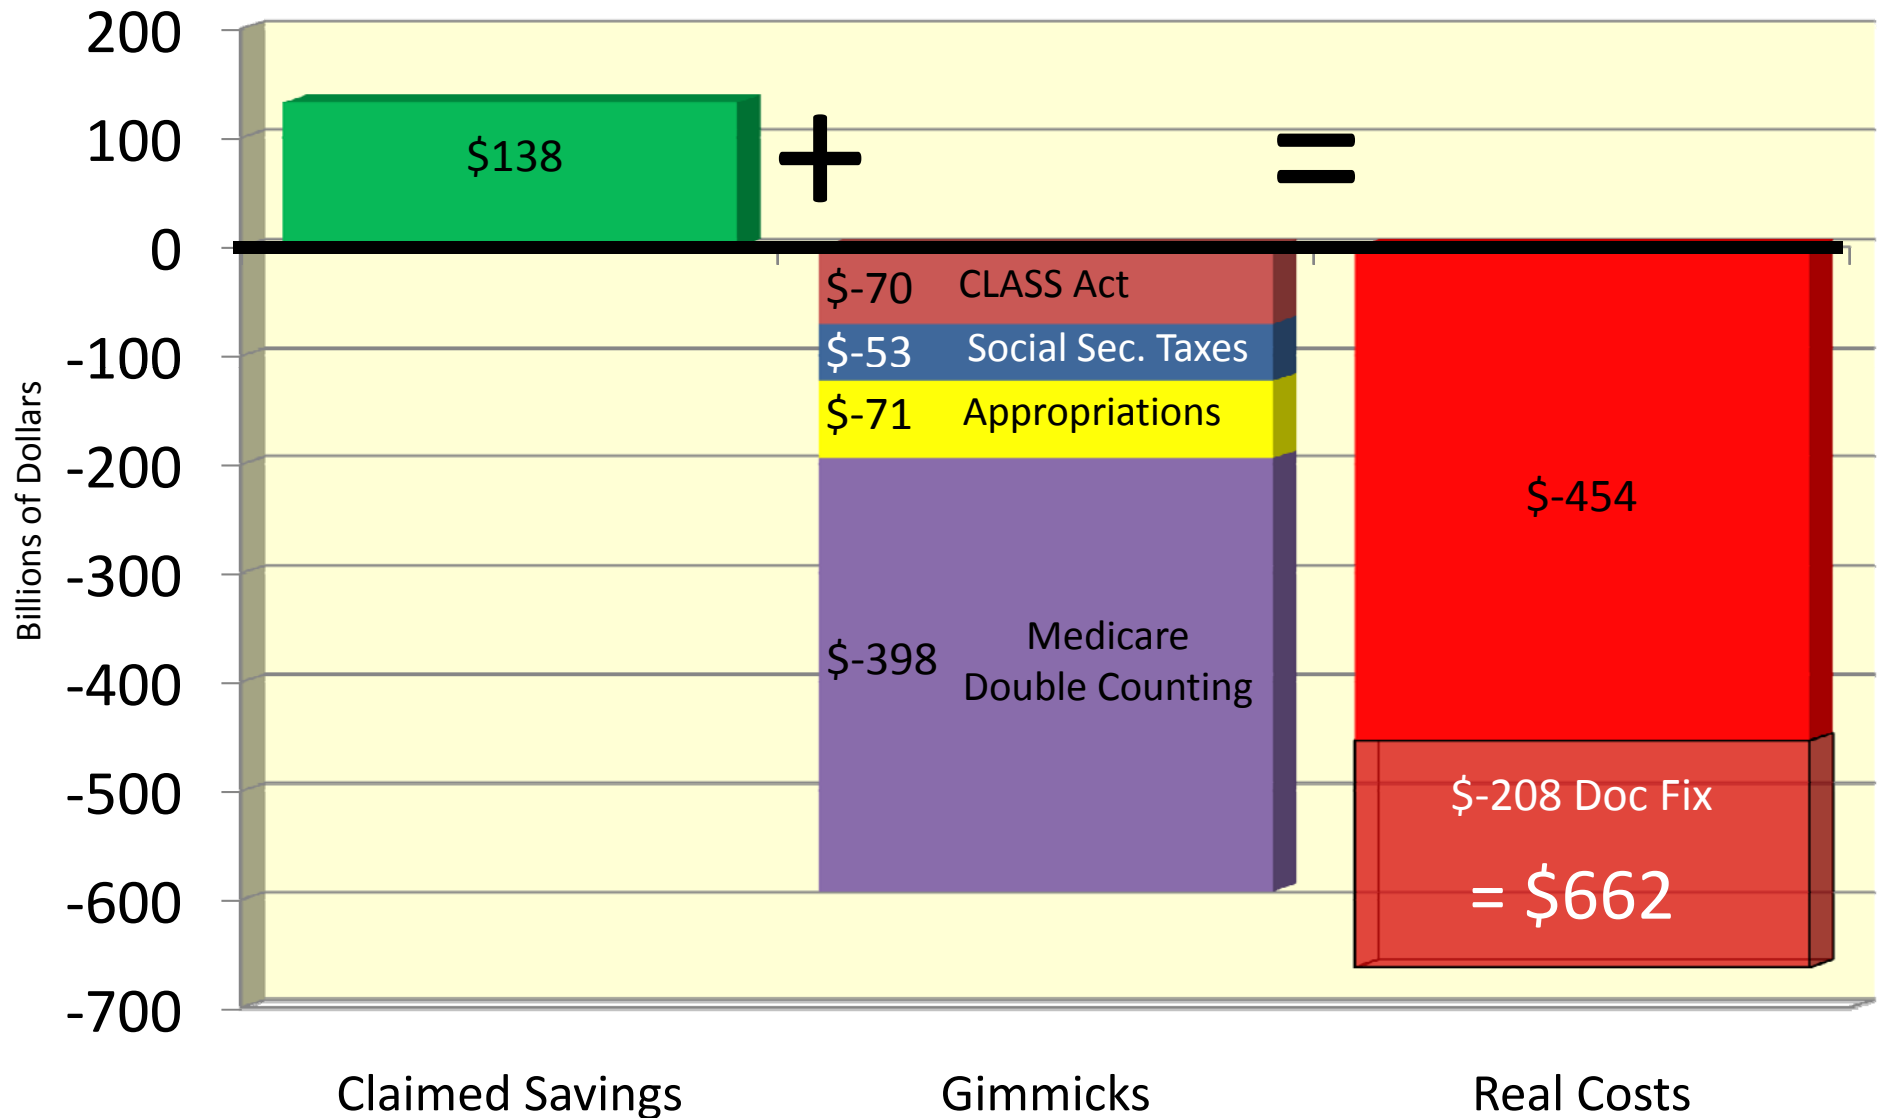 200
100
0
-100
-200
-300
-400
-500
-600
-700
Billions of Dollars
$138
+
=
$-70 CLASS Act
$-53 Social Sec. Taxes
$-71 Appropriations
$-398 Medicare
Double Counting
$-454
$-208 Doc Fix
= $662
Claimed Savings
Gimmicks
Real Costs